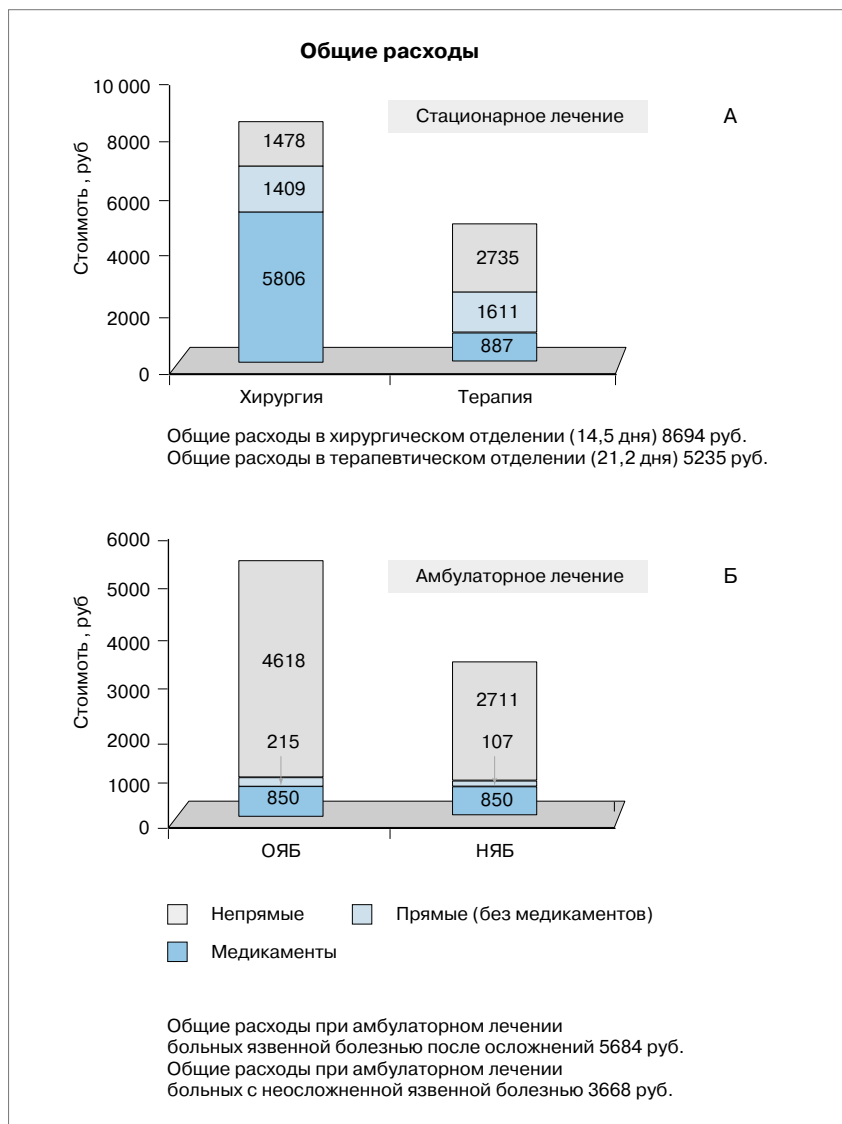 Общие расходы
Стационарное лечение
А
Стоимоть , руб
10 000
8000
6000
4000
2000
0
1478
1409
5806
2735
1611
887
Хирургия
Терапия
Общие расходы в хирургическом отделении (14,5 дня) 8694 руб.
Общие расходы в терапевтическом отделении (21,2 дня) 5235 руб.
Амбулаторное лечение
Б
Стоимоть , руб
6000
5000
4000
3000
2000
1000
0
4618
215
850
2711
107
850
ОЯБ
НЯБ
Непрямые
Прямые (без медикаментов)
Медикаменты
Общие расходы при амбулаторном лечении
больных язвенной болезнью после осложнений 5684 руб.
Общие расходы при амбулаторном лечении
больных с неосложненной язвенной болезнью 3668 руб.